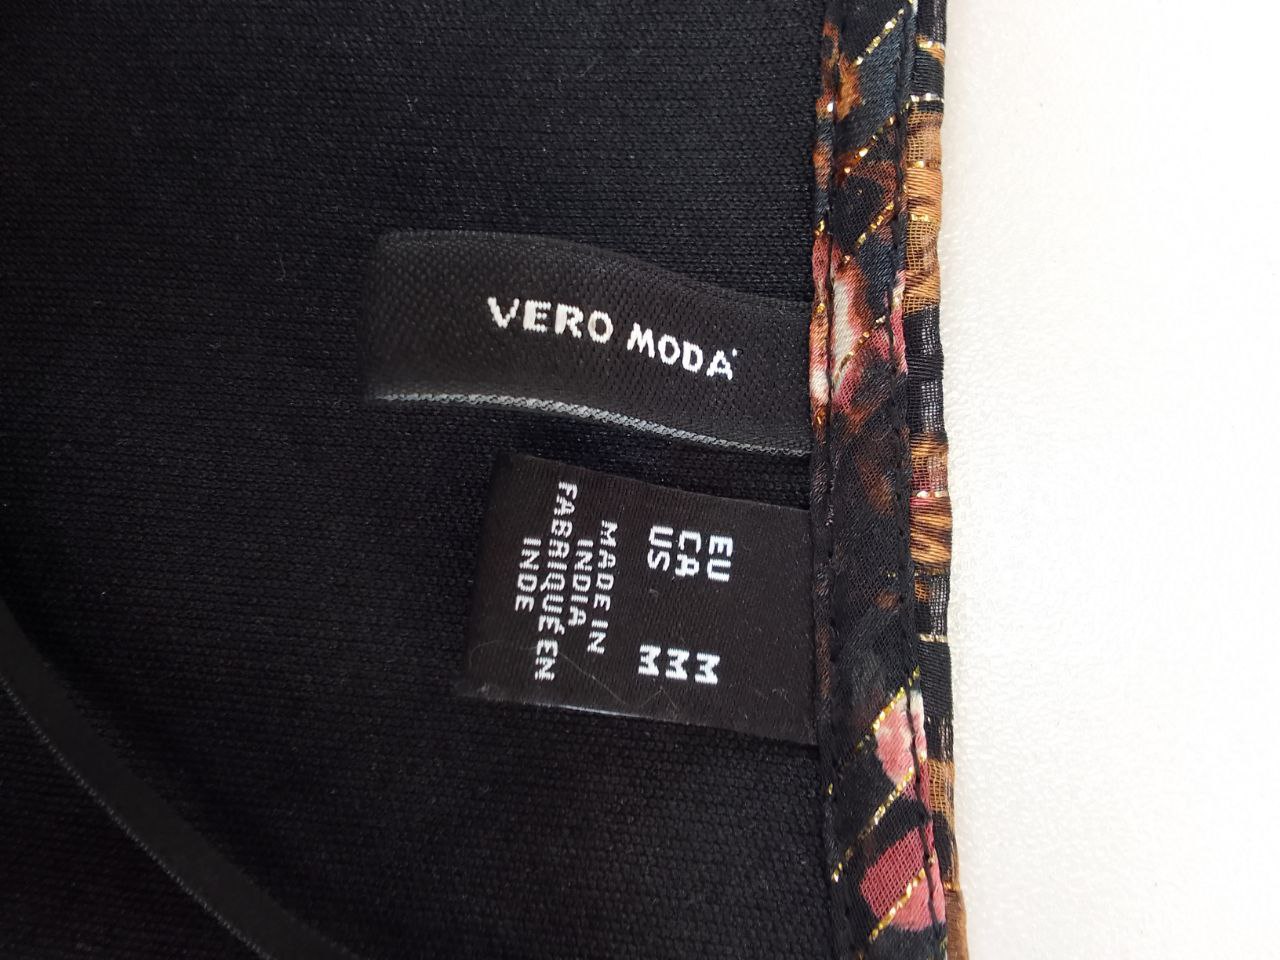 VERO MODA
EU M
CA M
US M
MADE IN
INDIA
FABRIQUÉ EN
INDE